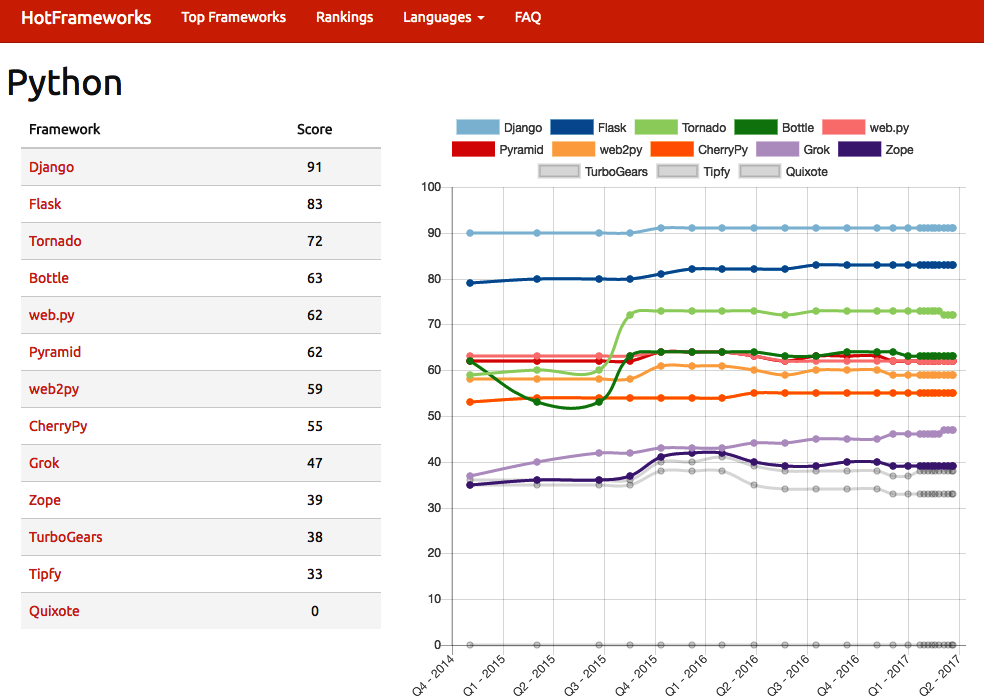 HotFrameworks Top Frameworks Rankings Languages FAQ
Python
Framework Score
Django 91
Flask 83
Tornado 72
Bottle 63
web.py 62
Pyramid 62
web2py 59
CherryPy 55
Grok 47
Zope 39
TurboGears 38
Tipfy 33
Quixote 0
Django Flask Tornado Bottle web.py
Pyramid web2py CherryPy Grok Zope
TurboGears Tipfy Quixote
100
90
80
70
60
50
40
30
20
10
0
Q4 - 2014 Q1 - 2015 Q2 - 2015 Q3 - 2015 Q4 - 2015 Q1 - 2016 Q2 - 2016 Q3 - 2016 Q4 - 2016 Q1 - 2017 Q2 - 2017